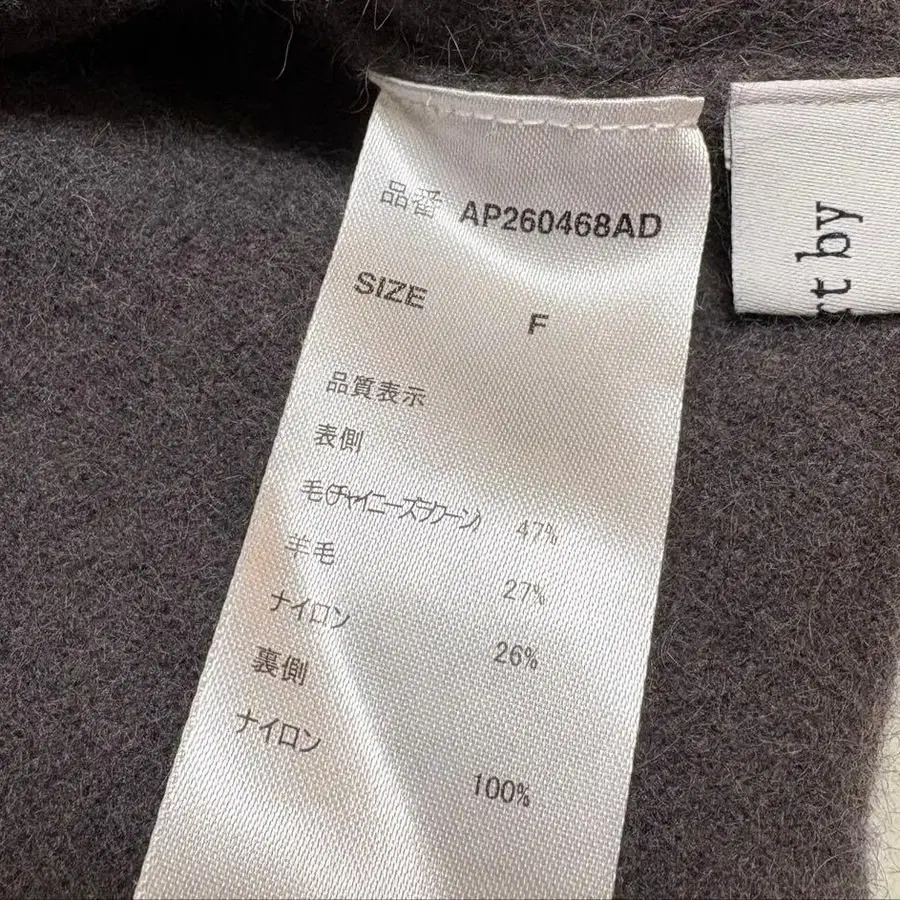 品番 AP260468AD
SIZE F
品質表示
表側
毛(チャイニーズラクーン) 47%
羊毛 27%
ナイロン 26%
裏側
ナイロン 100%
by